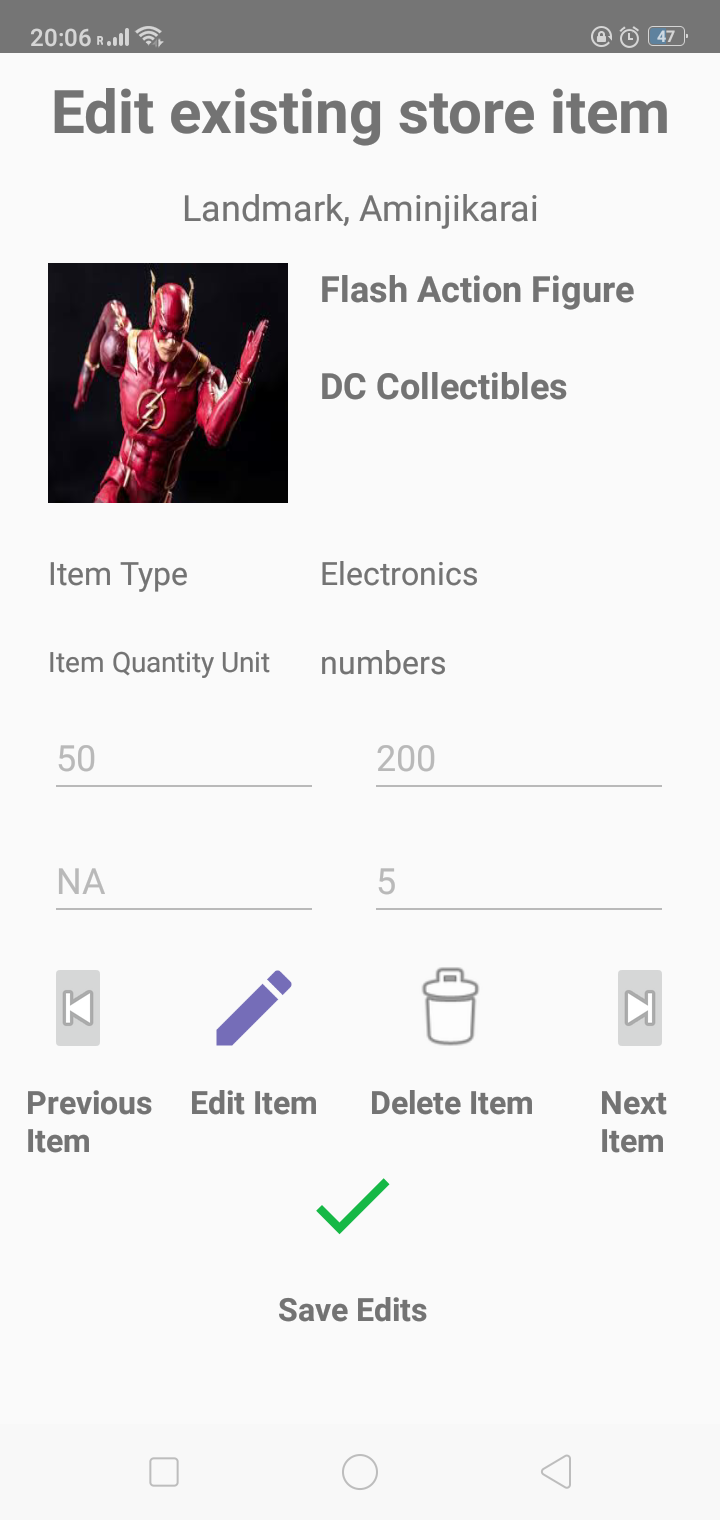 20:06 R 47
Edit existing store item
Landmark, Aminjikarai
Flash Action Figure
DC Collectibles
Item Type Electronics
Item Quantity Unit numbers
50 200
NA 5
Previous Item Edit Item Delete Item Next Item
Save Edits